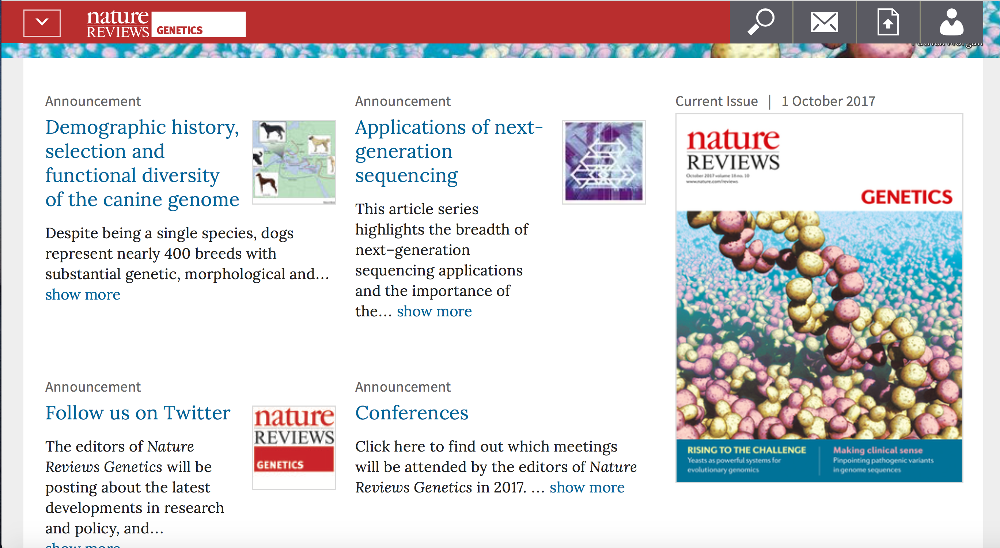 nature
REVIEWS GENETICS
Patrick Morgan
Announcement
Demographic history,
selection and
functional diversity
of the canine genome
Despite being a single species, dogs
represent nearly 400 breeds with
substantial genetic, morphological and...
show more
Announcement
Applications of next-
generation
sequencing
This article series
highlights the breadth of
next-generation
sequencing applications
and the importance of
the... show more
Announcement
Follow us on Twitter
The editors of Nature
Reviews Genetics will be
posting about the latest
developments in research
and policy, and...
show more
nature
REVIEWS
GENETICS
Announcement
Conferences
Click here to find out which meetings
will be attended by the editors of Nature
Reviews Genetics in 2017. ... show more
Current Issue | 1 October 2017
nature
REVIEWS
October 2017 volume 18 no. 10
www.nature.com/reviews
GENETICS
RISING TO THE CHALLENGE
Yeasts as powerful systems for
evolutionary genomics
Making clinical sense
Pinpointing pathogenic variants
in genome sequences